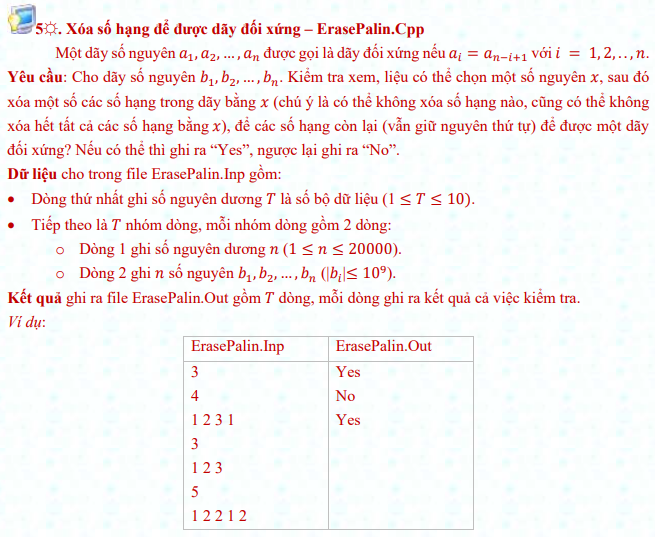 5☼. Xóa số hạng để được dãy đối xứng – ErasePalin.Cpp
Một dãy số nguyên a₁, a₂, …, aₙ được gọi là dãy đối xứng nếu aᵢ = aₙ₋ᵢ₊₁ với i = 1, 2, . . , n.
Yêu cầu: Cho dãy số nguyên b₁, b₂, …, bₙ. Kiểm tra xem, liệu có thể chọn một số nguyên x, sau đó
xóa một số các số hạng trong dãy bằng x (chú ý là có thể không xóa số hạng nào, cũng có thể không
xóa hết tất cả các số hạng bằng x), để các số hạng còn lại (vẫn giữ nguyên thứ tự) để được một dãy
đối xứng? Nếu có thể thì ghi ra “Yes”, ngược lại ghi ra “No”.
Dữ liệu cho trong file ErasePalin.Inp gồm:
• Dòng thứ nhất ghi số nguyên dương T là số bộ dữ liệu (1 ≤ T ≤ 10).
• Tiếp theo là T nhóm dòng, mỗi nhóm dòng gồm 2 dòng:
o Dòng 1 ghi số nguyên dương n (1 ≤ n ≤ 20000).
o Dòng 2 ghi n số nguyên b₁, b₂, …, bₙ (|bᵢ|≤ 10⁹).
Kết quả ghi ra file ErasePalin.Out gồm T dòng, mỗi dòng ghi ra kết quả cả việc kiểm tra.
Ví dụ:
ErasePalin.Inp ErasePalin.Out
3 Yes
4 No
1 2 3 1 Yes
3
1 2 3
5
1 2 2 1 2